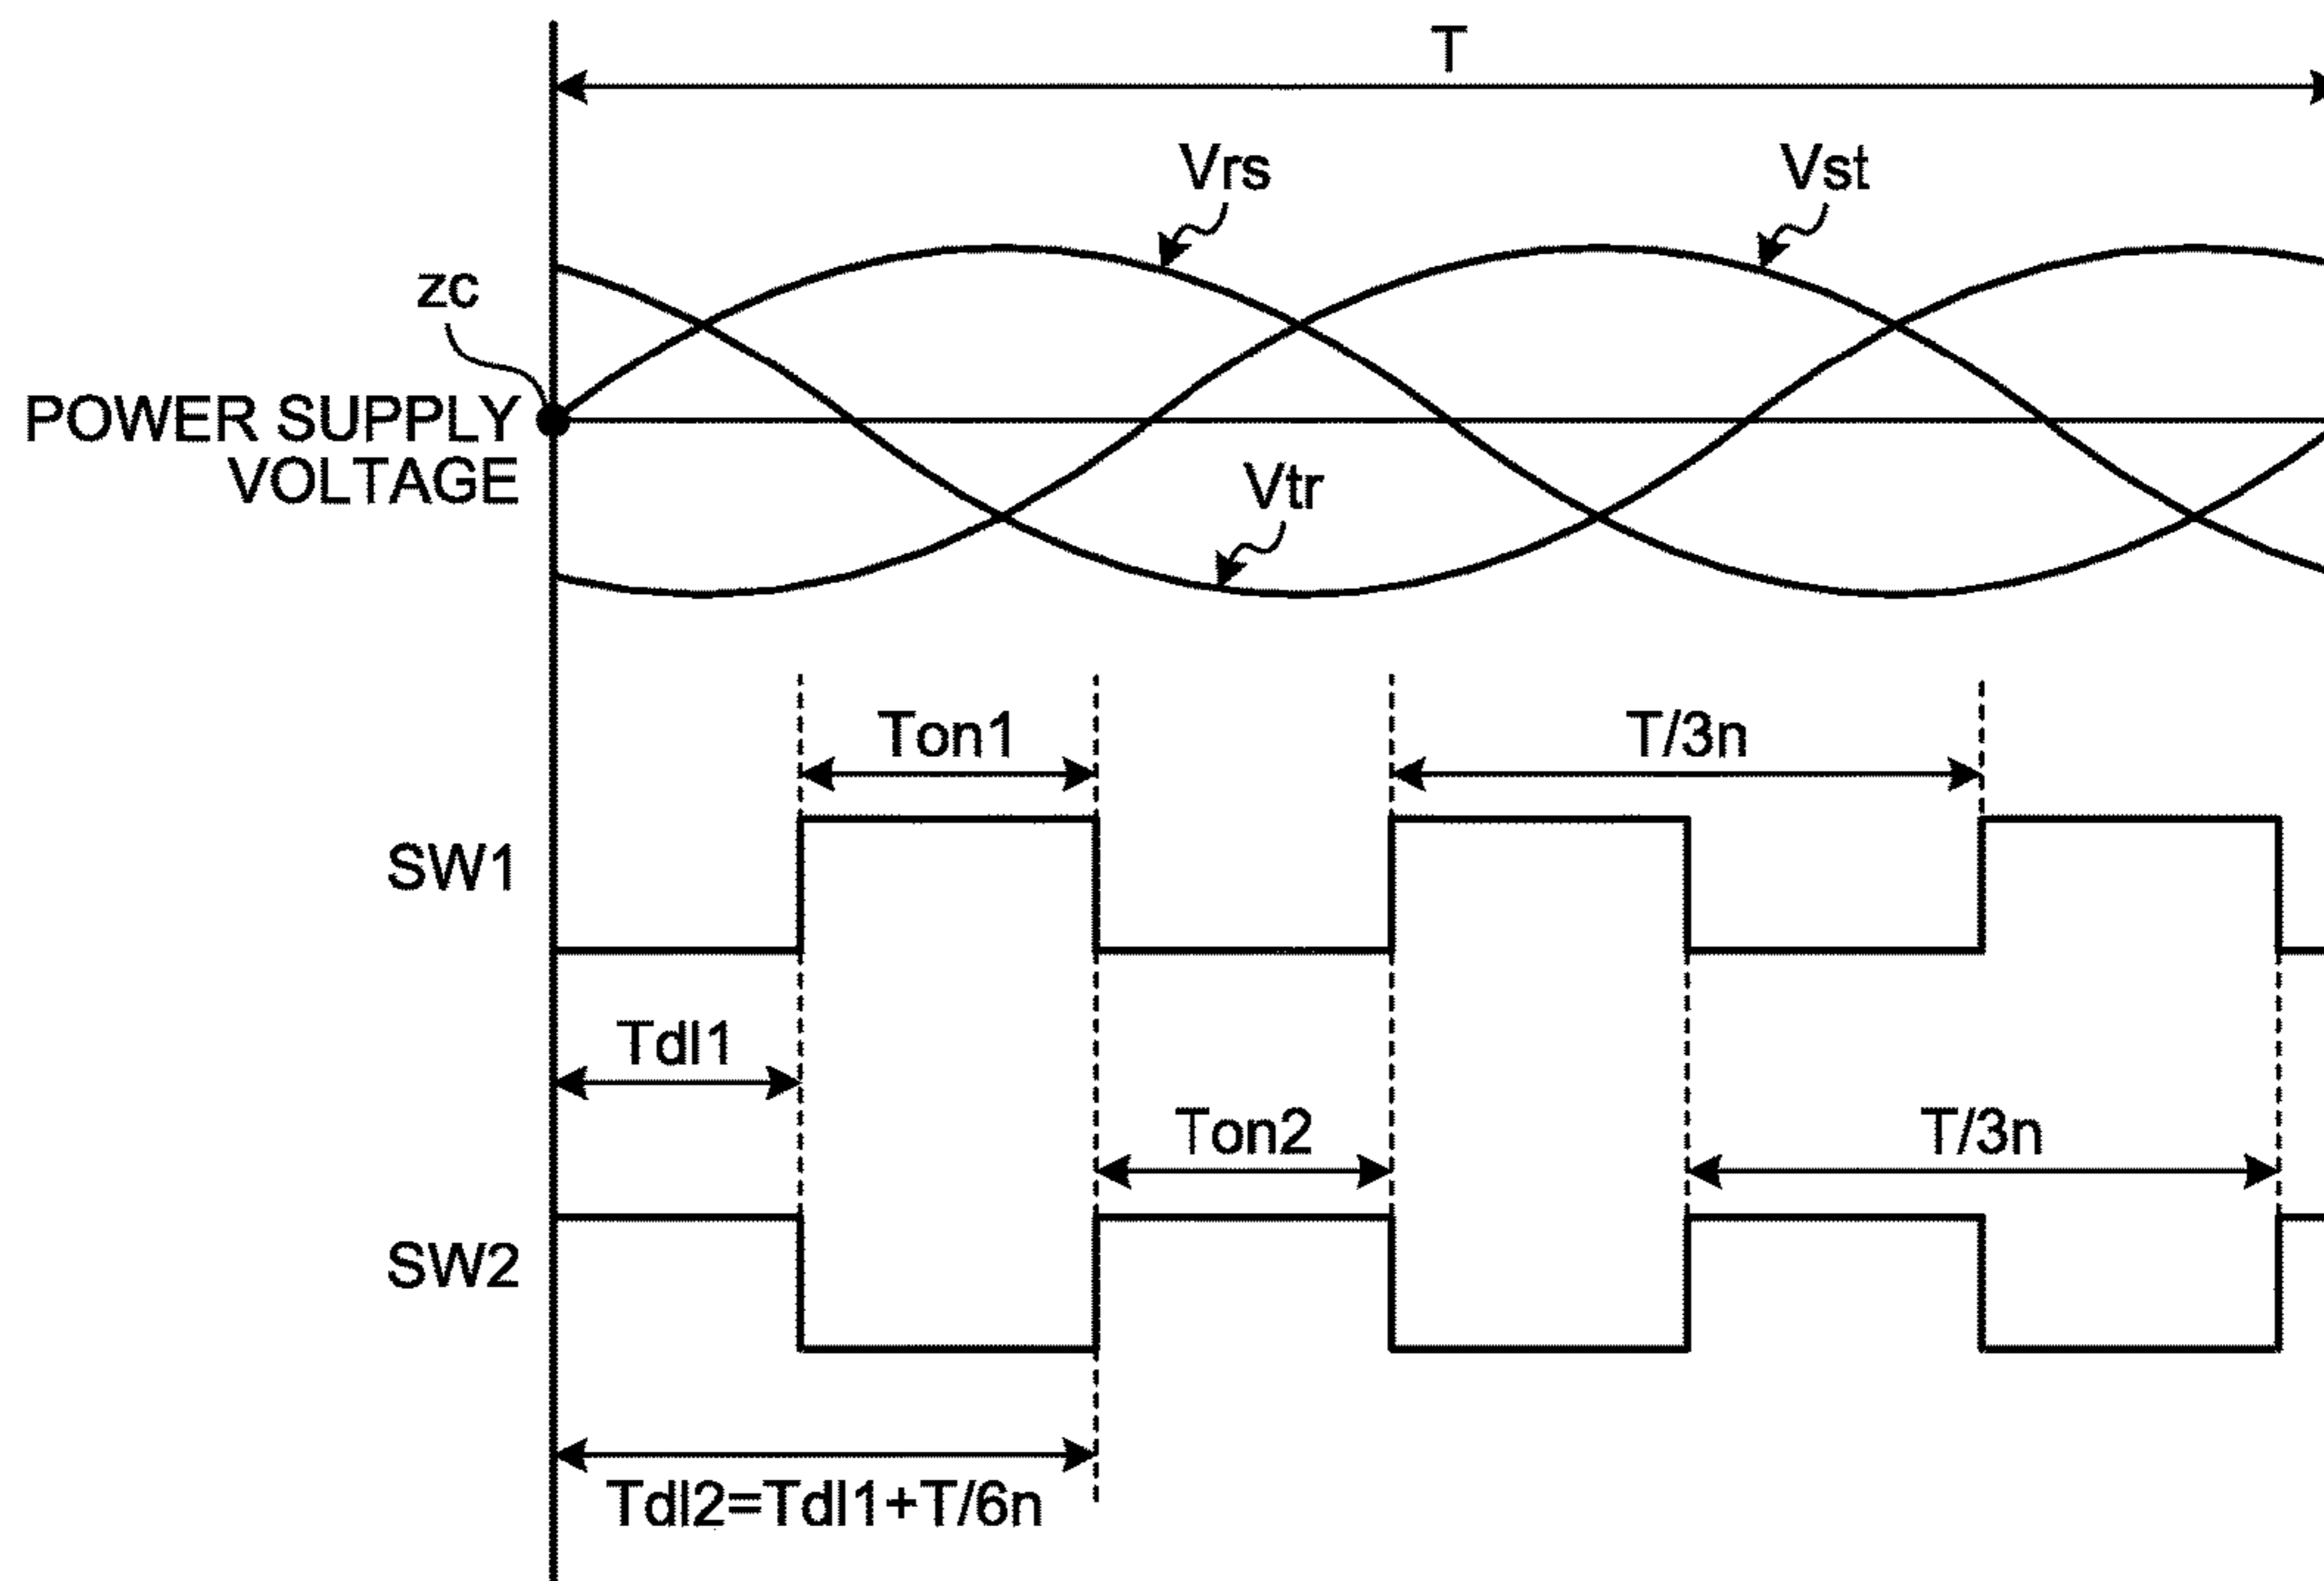 T
Vrs
Vst
zc
POWER SUPPLY
VOLTAGE
Vtr
Ton1
T/3n
SW1
Tdl1
Ton2
T/3n
SW2
Tdl2=Tdl1+T/6n